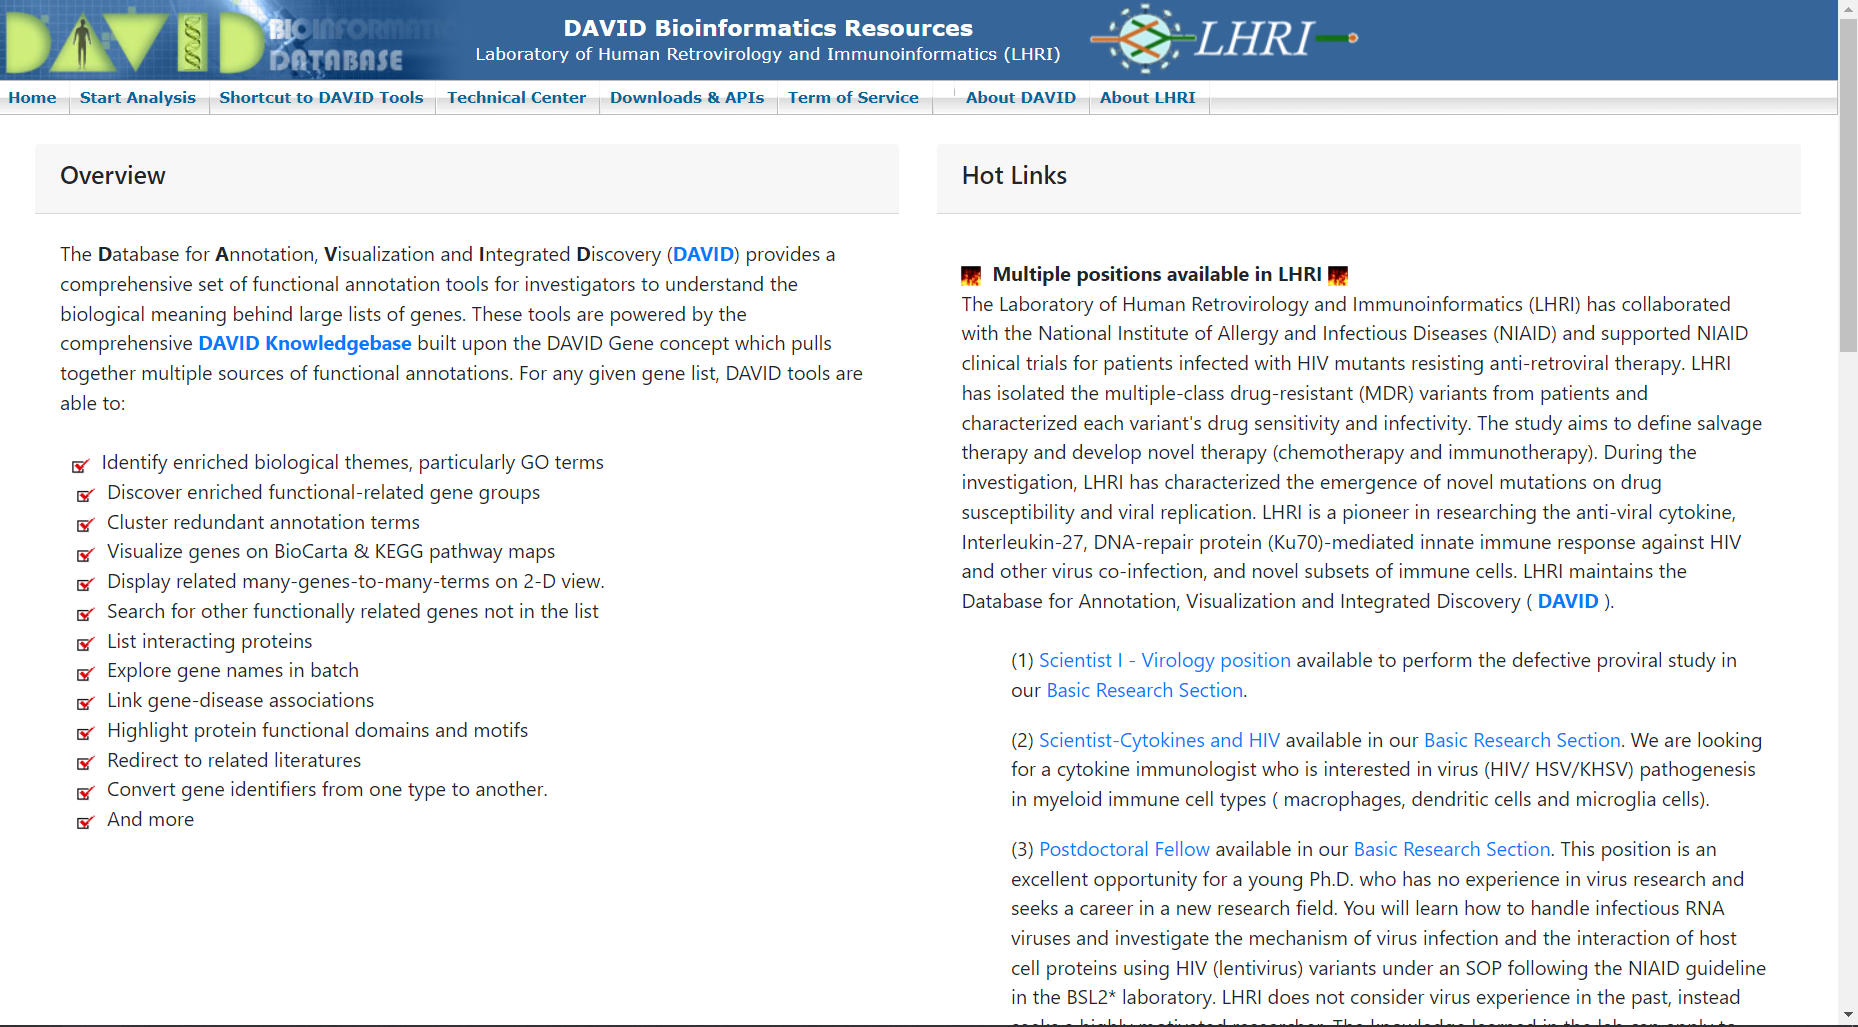 DAVID BIOINFORMATICS
DATABASE
DAVID Bioinformatics Resources
Laboratory of Human Retrovirology and Immunoinformatics (LHRI)
LHRI
Home Start Analysis Shortcut to DAVID Tools Technical Center Downloads & APIs Term of Service About DAVID About LHRI
Overview
The Database for Annotation, Visualization and Integrated Discovery (DAVID) provides a
comprehensive set of functional annotation tools for investigators to understand the
biological meaning behind large lists of genes. These tools are powered by the
comprehensive DAVID Knowledgebase built upon the DAVID Gene concept which pulls
together multiple sources of functional annotations. For any given gene list, DAVID tools are
able to:
Identify enriched biological themes, particularly GO terms
Discover enriched functional-related gene groups
Cluster redundant annotation terms
Visualize genes on BioCarta & KEGG pathway maps
Display related many-genes-to-many-terms on 2-D view.
Search for other functionally related genes not in the list
List interacting proteins
Explore gene names in batch
Link gene-disease associations
Highlight protein functional domains and motifs
Redirect to related literatures
Convert gene identifiers from one type to another.
And more
Hot Links
Multiple positions available in LHRI
The Laboratory of Human Retrovirology and Immunoinformatics (LHRI) has collaborated
with the National Institute of Allergy and Infectious Diseases (NIAID) and supported NIAID
clinical trials for patients infected with HIV mutants resisting anti-retroviral therapy. LHRI
has isolated the multiple-class drug-resistant (MDR) variants from patients and
characterized each variant's drug sensitivity and infectivity. The study aims to define salvage
therapy and develop novel therapy (chemotherapy and immunotherapy). During the
investigation, LHRI has characterized the emergence of novel mutations on drug
susceptibility and viral replication. LHRI is a pioneer in researching the anti-viral cytokine,
Interleukin-27, DNA-repair protein (Ku70)-mediated innate immune response against HIV
and other virus co-infection, and novel subsets of immune cells. LHRI maintains the
Database for Annotation, Visualization and Integrated Discovery ( DAVID ).
(1) Scientist I - Virology position available to perform the defective proviral study in
our Basic Research Section.
(2) Scientist-Cytokines and HIV available in our Basic Research Section. We are looking
for a cytokine immunologist who is interested in virus (HIV/ HSV/KHSV) pathogenesis
in myeloid immune cell types ( macrophages, dendritic cells and microglia cells).
(3) Postdoctoral Fellow available in our Basic Research Section. This position is an
excellent opportunity for a young Ph.D. who has no experience in virus research and
seeks a career in a new research field. You will learn how to handle infectious RNA
viruses and investigate the mechanism of virus infection and the interaction of host
cell proteins using HIV (lentivirus) variants under an SOP following the NIAID guideline
in the BSL2* laboratory. LHRI does not consider virus experience in the past, instead